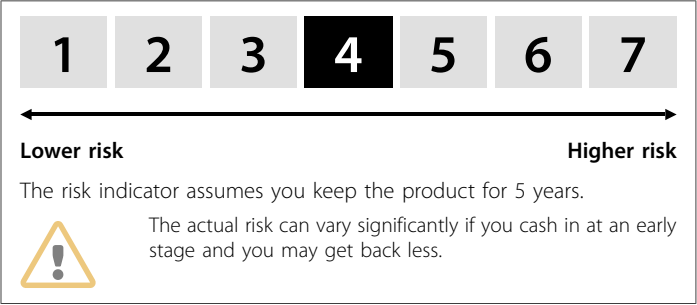 1 2 3 4 5 6 7
Lower risk Higher risk
The risk indicator assumes you keep the product for 5 years.
The actual risk can vary significantly if you cash in at an early
stage and you may get back less.